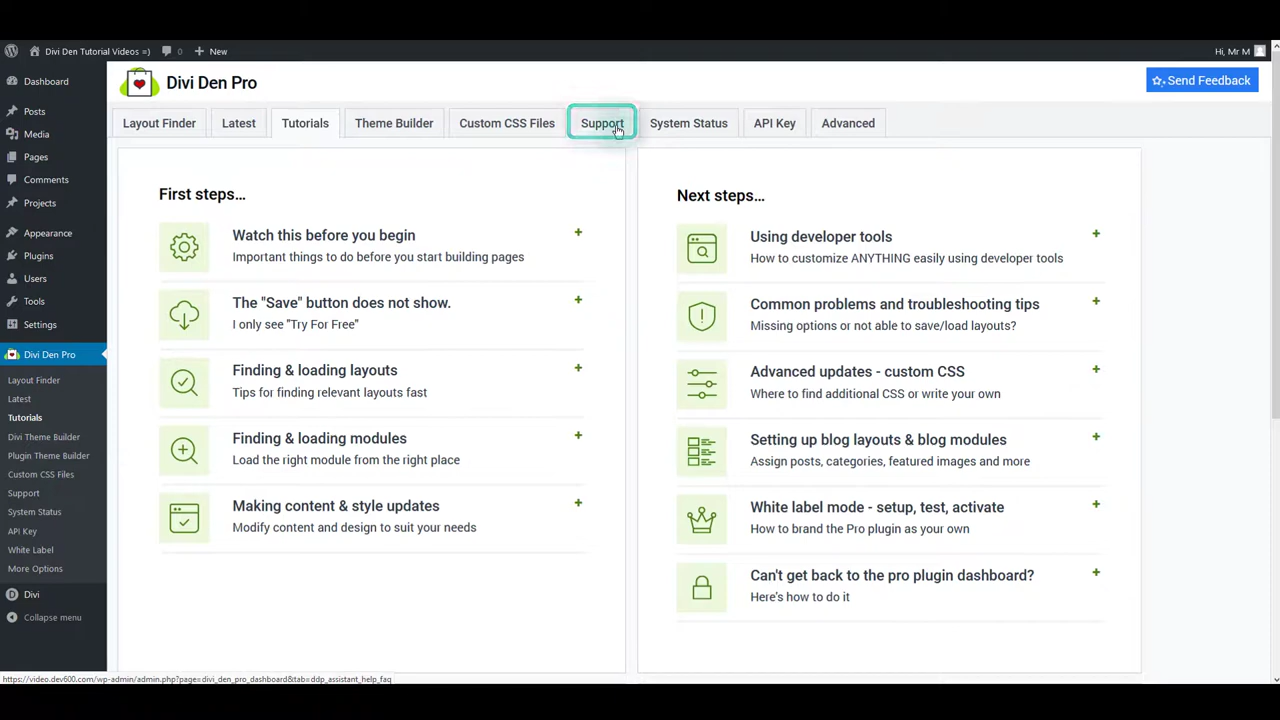 Divi Den Tutorial Videos =)
0
New
Hi, Mr M
Dashboard
Posts
Media
Pages
Comments
Projects
Appearance
Plugins
Users
Tools
Settings
Divi Den Pro
Layout Finder
Latest
Tutorials
Divi Theme Builder
Plugin Theme Builder
Custom CSS Files
Support
System Status
API Key
White Label
More Options
Divi
Collapse menu
Divi Den Pro
Send Feedback
Layout Finder
Latest
Tutorials
Theme Builder
Custom CSS Files
Support
System Status
API Key
Advanced
First steps...
Watch this before you begin
Important things to do before you start building pages
The "Save" button does not show.
I only see "Try For Free"
Finding & loading layouts
Tips for finding relevant layouts fast
Finding & loading modules
Load the right module from the right place
Making content & style updates
Modify content and design to suit your needs
Next steps...
Using developer tools
How to customize ANYTHING easily using developer tools
Common problems and troubleshooting tips
Missing options or not able to save/load layouts?
Advanced updates - custom CSS
Where to find additional CSS or write your own
Setting up blog layouts & blog modules
Assign posts, categories, featured images and more
White label mode - setup, test, activate
How to brand the Pro plugin as your own
Can't get back to the pro plugin dashboard?
Here's how to do it
https://video.dev600.com/wp-admin/admin.php?page=divi_den_pro_dashboard&tab=ddp_assistant_help_faq